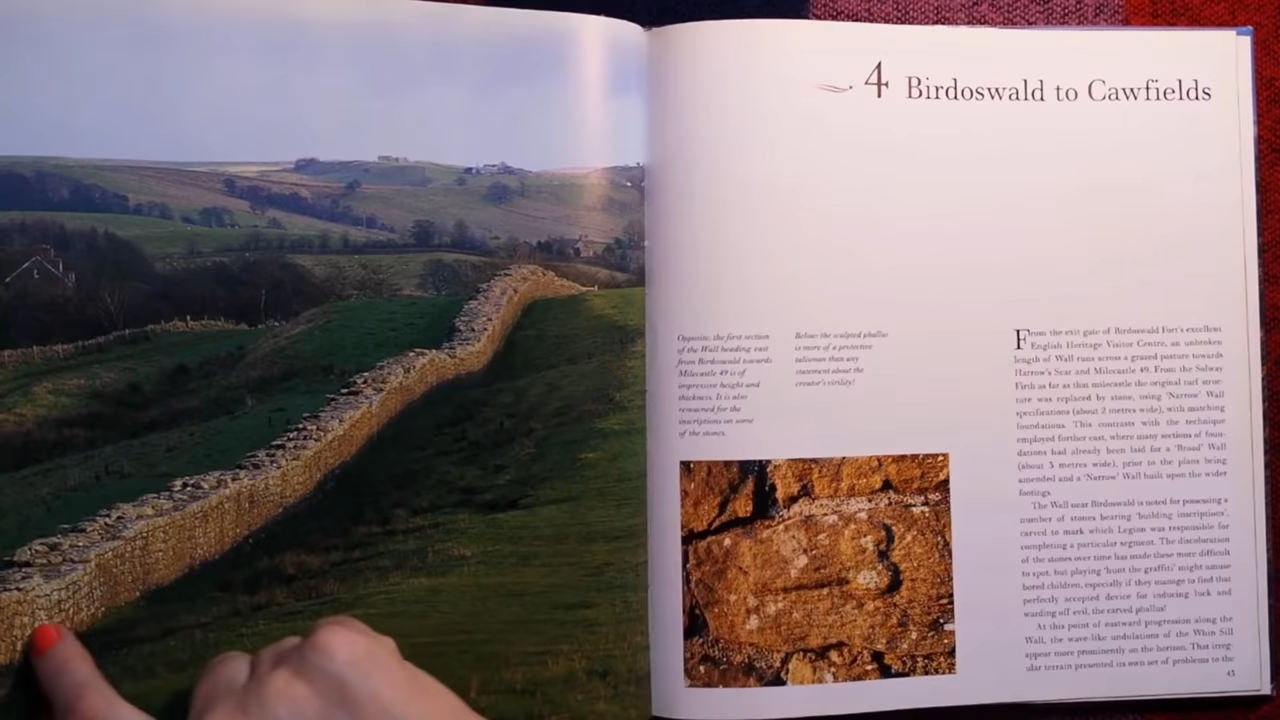 4 Birdoswald to Cawfields
Opposite: the first section
of the Wall heading east
from Birdoswald towards
Milecastle 49 is of
impressive height and
thickness. It is also
renowned for the
inscriptions on some
of the stones.
Below: the sculpted phallus
is more of a protective
talisman than any
statement about the
creator's virility!
From the exit gate of Birdoswald Fort's excellent
English Heritage Visitor Centre, an unbroken
length of Wall runs across a grazed pasture towards
Harrow's Scar and Milecastle 49. From the Solway
Firth as far as that milecastle the original turf struc-
ture was replaced by stone, using 'Narrow' Wall
specifications (about 2 metres wide), with matching
foundations. This contrasts with the technique
employed further east, where many sections of foun-
dations had already been laid for a 'Broad' Wall
(about 3 metres wide), prior to the plans being
amended and a 'Narrow' Wall built upon the wider
footings.
The Wall near Birdoswald is noted for possessing a
number of stones bearing 'building inscriptions',
carved to mark which Legion was responsible for
completing a particular segment. The discoloration
of the stones over time has made these more difficult
to spot, but playing 'hunt the graffiti' might amuse
bored children, especially if they manage to find that
perfectly accepted device for inducing luck and
warding off evil, the carved phallus!
At this point of eastward progression along the
Wall, the wave-like undulations of the Whin Sill
appear more prominently on the horizon. That irreg-
ular terrain presented its own set of problems to the